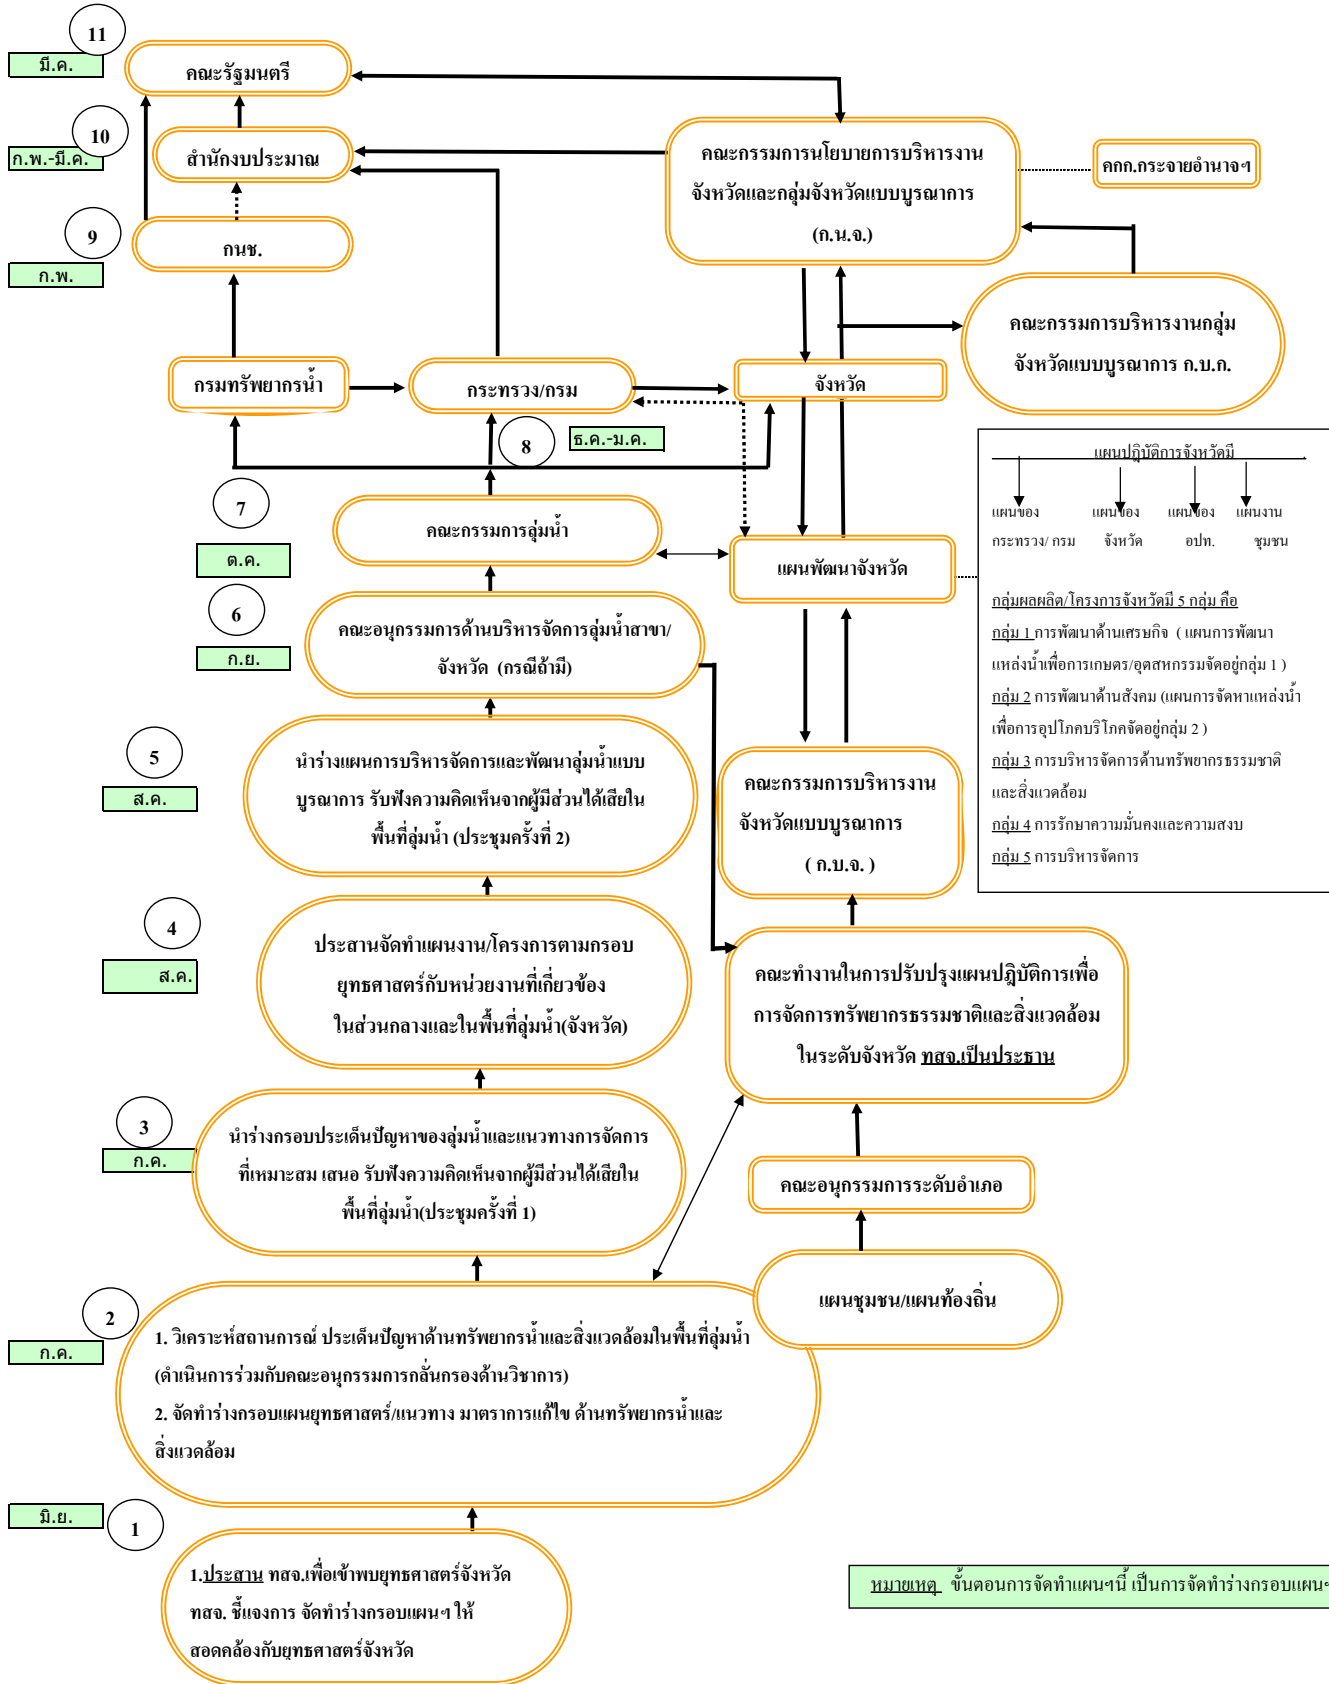 11
มี.ค.
คณะรัฐมนตรี
10
ก.พ.-มี.ค.
สำนักงบประมาณ
คณะกรรมการนโยบายการบริหารงาน
จังหวัดและกลุ่มจังหวัดแบบบูรณาการ
(ก.น.จ.)
คกก.กระจายอำนาจฯ
9
ก.พ.
กนช.
คณะกรรมการบริหารงานกลุ่ม
จังหวัดแบบบูรณาการ ก.บ.ก.
กรมทรัพยากรน้ำ
กระทรวง/กรม
จังหวัด
8
ธ.ค.-ม.ค.
แผนปฎิบัติการจังหวัดมี
แผนของ แผนของ แผนของ แผนงาน
กระทรวง/ กรม จังหวัด อปท. ชุมชน
7
ต.ค.
คณะกรรมการลุ่มน้ำ
แผนพัฒนาจังหวัด
กลุ่มผลผลิต/โครงการจังหวัดมี 5 กลุ่ม คือ
กลุ่ม 1 การพัฒนาด้านเศรษกิจ ( แผนการพัฒนา
แหล่งน้ำเพื่อการเกษตร/อุตสหกรรมจัดอยู่กลุ่ม 1 )
กลุ่ม 2 การพัฒนาด้านสังคม (แผนการจัดหาแหล่งน้ำ
เพื่อการอุปโภคบริโภคจัดอยู่กลุ่ม 2 )
กลุ่ม 3 การบริหารจัดการด้านทรัพยากรธรรมชาติ
และสิ่งแวดล้อม
กลุ่ม 4 การรักษาความมั่นคงและความสงบ
กลุ่ม 5 การบริหารจัดการ
6
ก.ย.
คณะอนุกรรมการด้านบริหารจัดการลุ่มน้ำสาขา/
จังหวัด (กรณีถ้ามี)
5
ส.ค.
นำร่างแผนการบริหารจัดการและพัฒนาลุ่มน้ำแบบ
บูรณาการ รับฟังความคิดเห็นจากผู้มีส่วนได้เสียใน
พื้นที่ลุ่มน้ำ (ประชุมครั้งที่ 2)
คณะกรรมการบริหารงาน
จังหวัดแบบบูรณาการ
( ก.บ.จ. )
4
ส.ค.
ประสานจัดทำแผนงาน/โครงการตามกรอบ
ยุทธศาสตร์กับหน่วยงานที่เกี่ยวข้อง
ในส่วนกลางและในพื้นที่ลุ่มน้ำ(จังหวัด)
คณะทำงานในการปรับปรุงแผนปฎิบัติการเพื่อ
การจัดการทรัพยากรธรรมชาติและสิ่งแวดล้อม
ในระดับจังหวัด ทสจ.เป็นประธาน
3
ก.ค.
นำร่างกรอบประเด็นปัญหาของลุ่มน้ำและแนวทางการจัดการ
ที่เหมาะสม เสนอ รับฟังความคิดเห็นจากผู้มีส่วนได้เสียใน
พื้นที่ลุ่มน้ำ(ประชุมครั้งที่ 1)
คณะอนุกรรมการระดับอำเภอ
แผนชุมชน/แผนท้องถิ่น
2
ก.ค.
1. วิเคราะห์สถานการณ์ ประเด็นปัญหาด้านทรัพยากรน้ำและสิ่งแวดล้อมในพื้นที่ลุ่มน้ำ
(ดำเนินการร่วมกับคณะอนุกรรมการกลั่นกรองด้านวิชาการ)
2. จัดทำร่างกรอบแผนยุทธศาสตร์/แนวทาง มาตราการแก้ไข ด้านทรัพยากรน้ำและ
สิ่งแวดล้อม
มิ.ย.
1
1.ประสาน ทสจ.เพื่อเข้าพบยุทธศาสตร์จังหวัด
ทสจ. ชี้แจงการ จัดทำร่างกรอบแผนฯ ให้
สอดคล้องกับยุทธศาสตร์จังหวัด
หมายเหตุ ขั้นตอนการจัดทำแผนฯนี้ เป็นการจัดทำร่างกรอบแผนฯ